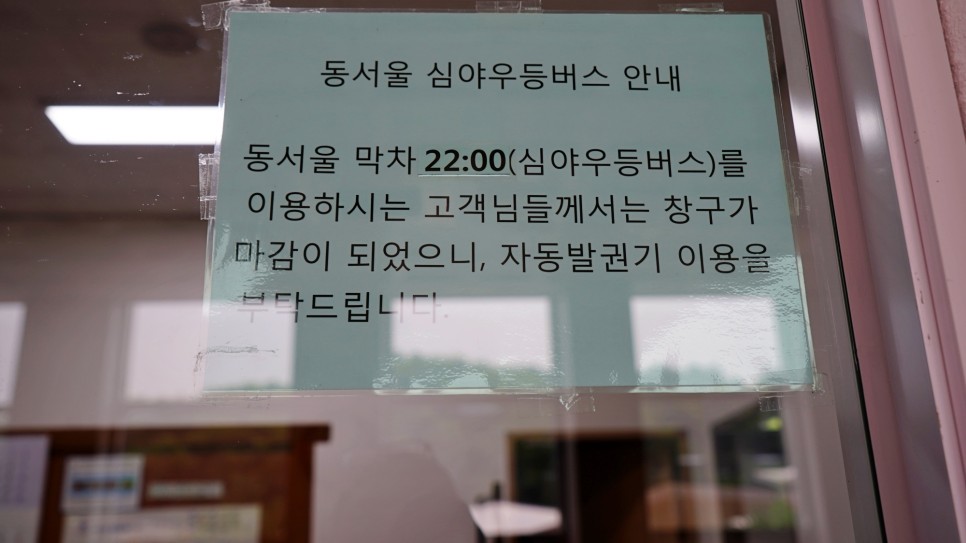 동서울 심야우등버스 안내
동서울 막차 22:00(심야우등버스)를
이용하시는 고객님들께서는 창구가
마감이 되었으니, 자동발권기 이용을
부탁드립니다.